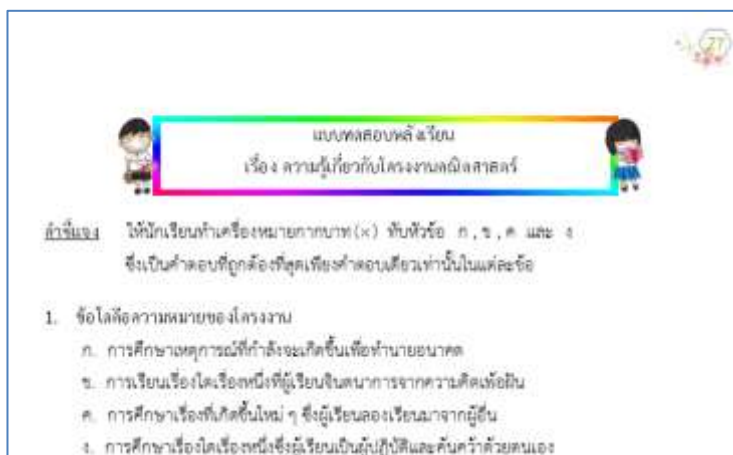 27
แบบทดสอบหลังเรียน
เรื่อง ความรู้เกี่ยวกับโครงงานคณิตศาสตร์
คำชี้แจง ให้นักเรียนทำเครื่องหมายกากบาท(×) ทับหัวข้อ ก , ข , ค และ ง
ซึ่งเป็นคำตอบที่ถูกต้องที่สุดเพียงคำตอบเดียวเท่านั้นในแต่ละข้อ
1. ข้อใดคือความหมายของโครงงาน
ก. การศึกษาเหตุการณ์ที่กำลังจะเกิดขึ้นเพื่อทำนายอนาคต
ข. การเรียนเรื่องใดเรื่องหนึ่งที่ผู้เรียนจินตนาการจากความคิดเพ้อฝัน
ค. การศึกษาเรื่องที่เกิดขึ้นใหม่ ๆ ซึ่งผู้เรียนลองเรียนมาจากผู้อื่น
ง. การศึกษาเรื่องใดเรื่องหนึ่งซึ่งผู้เรียนเป็นผู้ปฏิบัติและค้นคว้าด้วยตนเอง